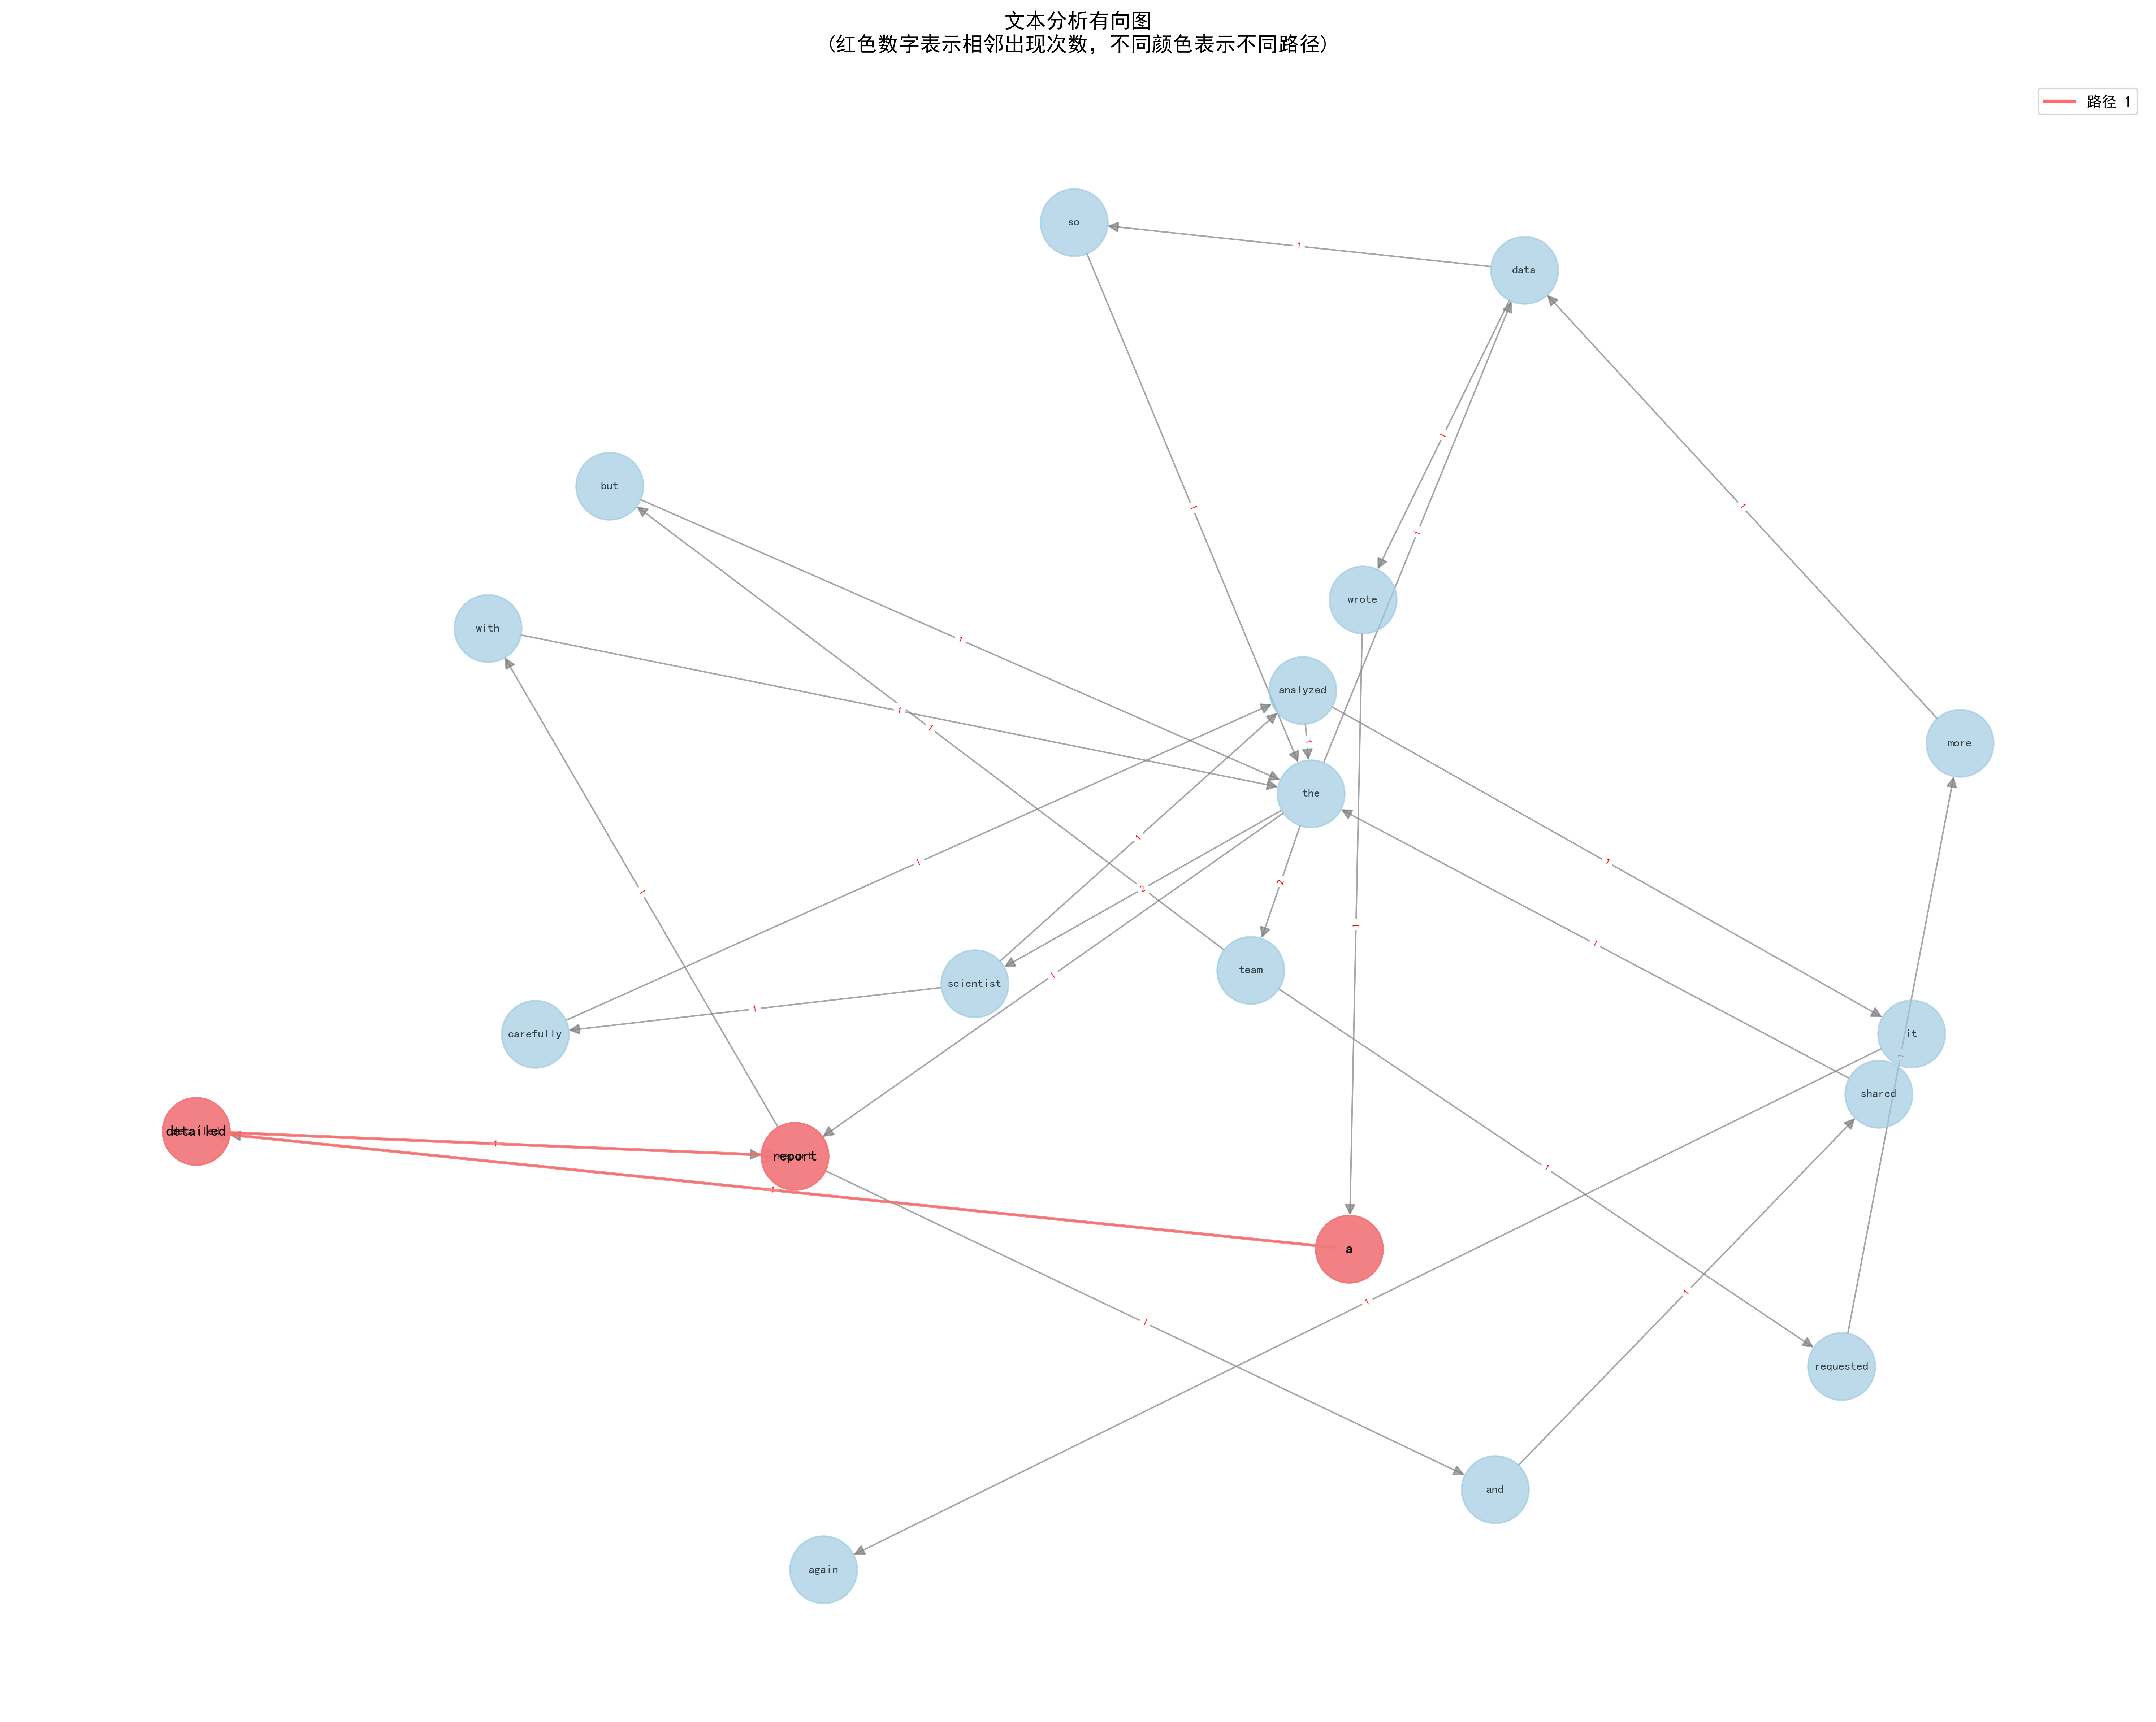 文本分析有向图
(红色数字表示相邻出现次数, 不同颜色表示不同路径)
路径 1
so
data
1
1
but
1
1
1
wrote
with
1
analyzed
1
1
1
more
1
the
1
1
1
2
2
1
1
1
team
1
scientist
1
carefully
it
1
shared
detailed
1
report
1
1
a
1
1
1
requested
and
again